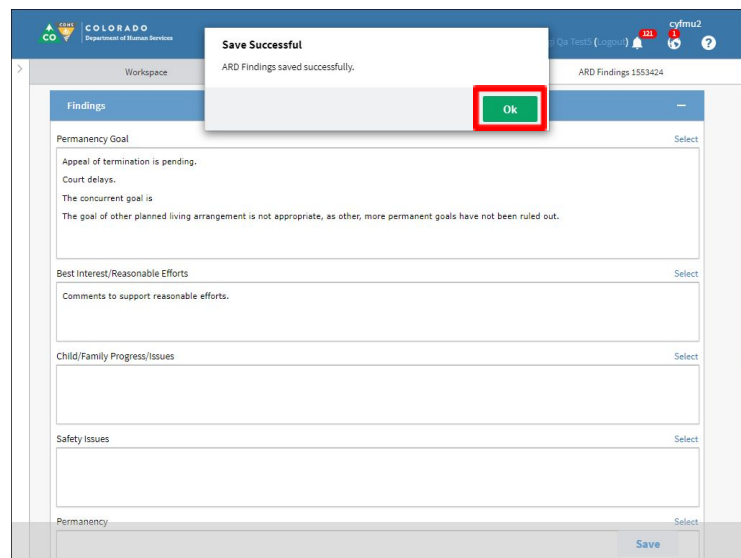 cyfmu2
CO
CDHS
COLORADO
Department of Human Services
Qa Test5 (Logout)
121
1
?
Save Successful
ARD Findings saved successfully.
Ok
Workspace
ARD Findings 1553424
Findings
Permanency Goal
Select
Appeal of termination is pending.
Court delays.
The concurrent goal is
The goal of other planned living arrangement is not appropriate, as other, more permanent goals have not been ruled out.
Best Interest/Reasonable Efforts
Select
Comments to support reasonable efforts.
Child/Family Progress/Issues
Select
Safety Issues
Select
Permanency
Select
Save